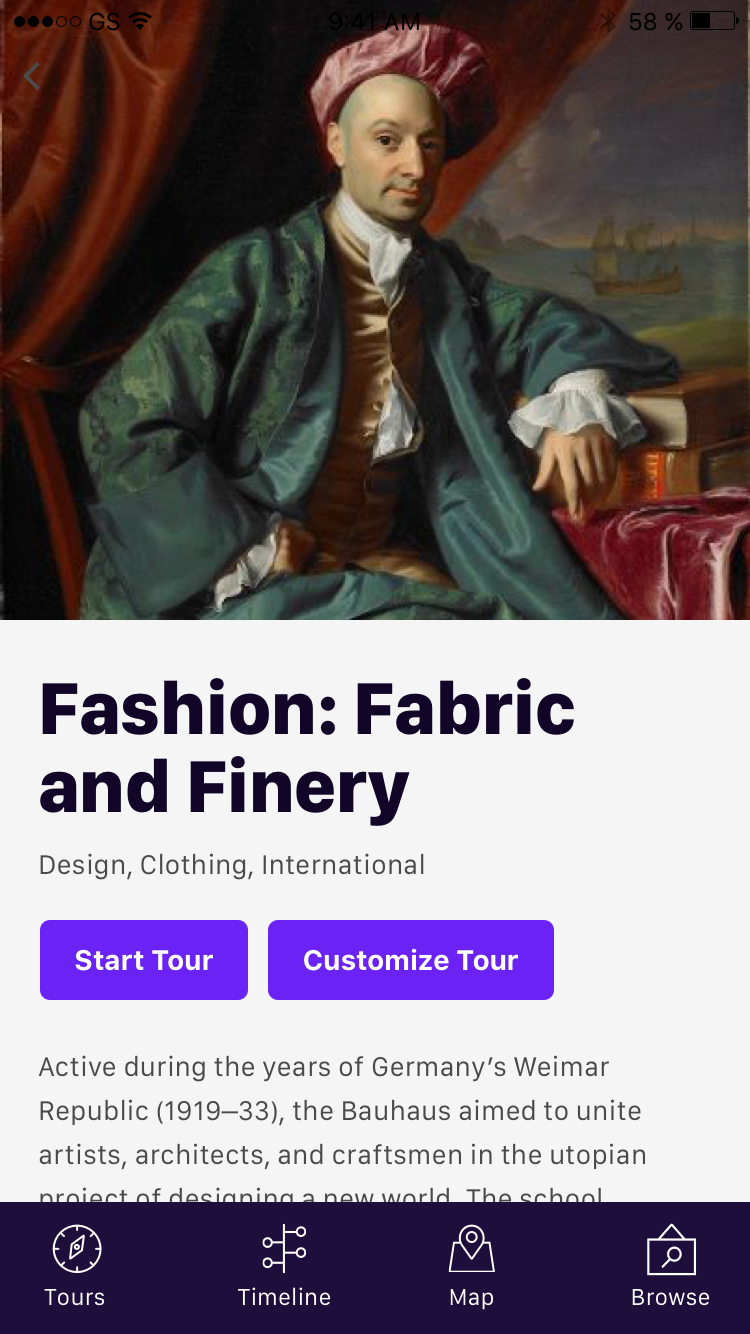 GS 9:41 AM 58 %
Fashion: Fabric
and Finery
Design, Clothing, International
Start Tour Customize Tour
Active during the years of Germany’s Weimar
Republic (1919–33), the Bauhaus aimed to unite
artists, architects, and craftsmen in the utopian
project of designing a new world. The school
Tours Timeline Map Browse